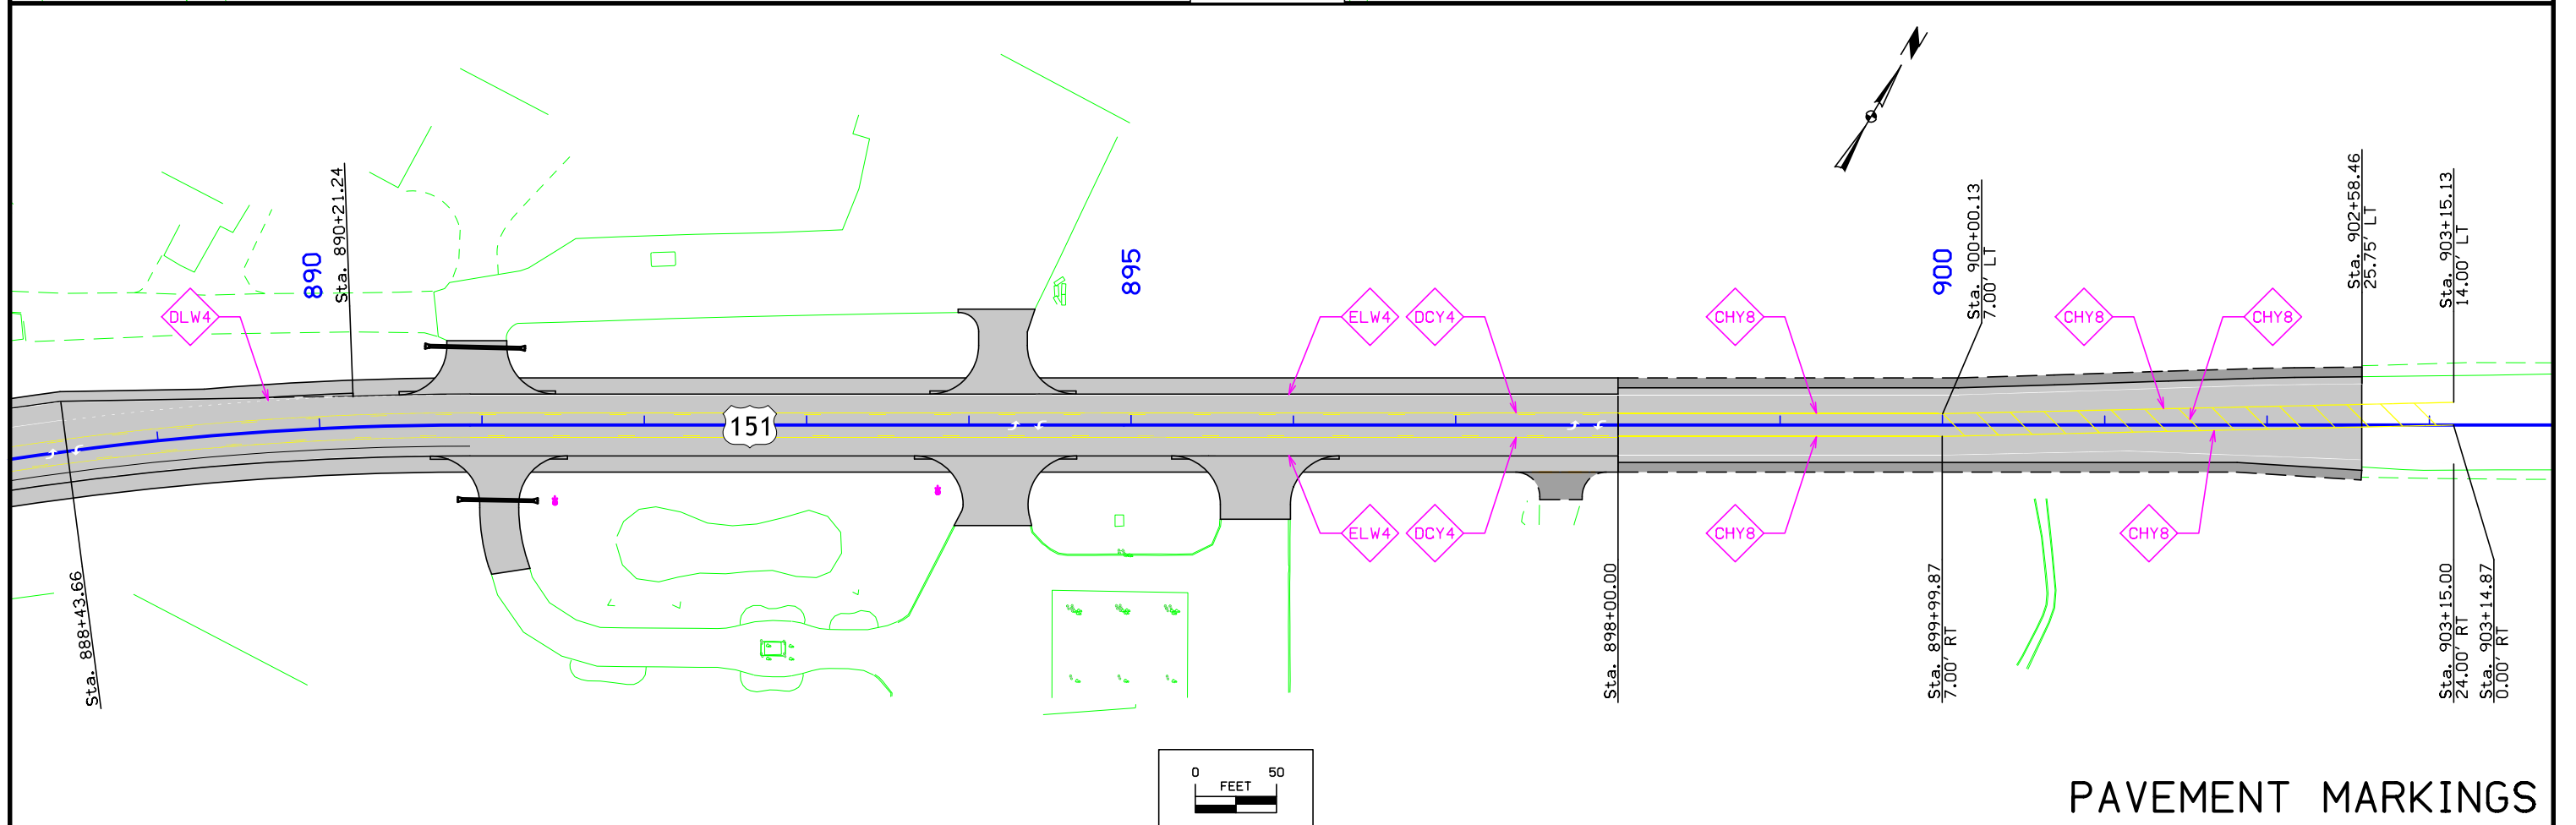 Sta. 888+43.66
DLW4
890
Sta. 890+21.24
151
895
ELW4
DCY4
ELW4
DCY4
CHY8
CHY8
Sta. 898+00.00
900
Sta. 900+00.13
7.00' LT
Sta. 899+99.87
7.00' RT
CHY8
CHY8
CHY8
Sta. 902+58.46
25.75' LT
Sta. 903+15.13
14.00' LT
Sta. 903+15.00
24.00' RT
Sta. 903+14.87
0.00' RT
N
0 50
FEET
PAVEMENT MARKINGS